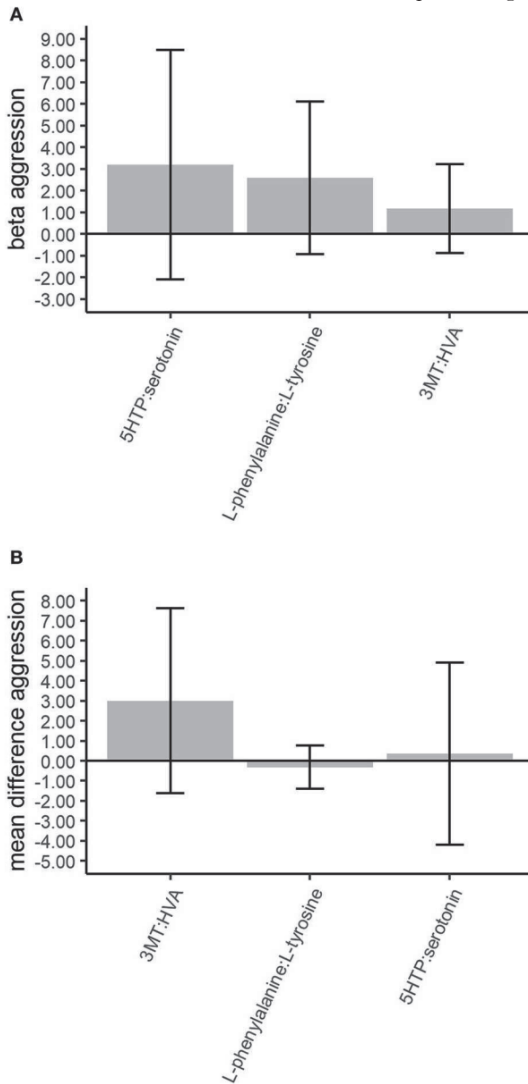 A
9.00
8.00
7.00
6.00
5.00
4.00
3.00
2.00
1.00
0.00
-1.00
-2.00
-3.00
beta aggression
5HTP:serotonin
L-phenylalanine:L-tyrosine
3MT:HVA
B
8.00
7.00
6.00
5.00
4.00
3.00
2.00
1.00
0.00
-1.00
-2.00
-3.00
-4.00
-5.00
mean difference aggression
3MT:HVA
L-phenylalanine:L-tyrosine
5HTP:serotonin